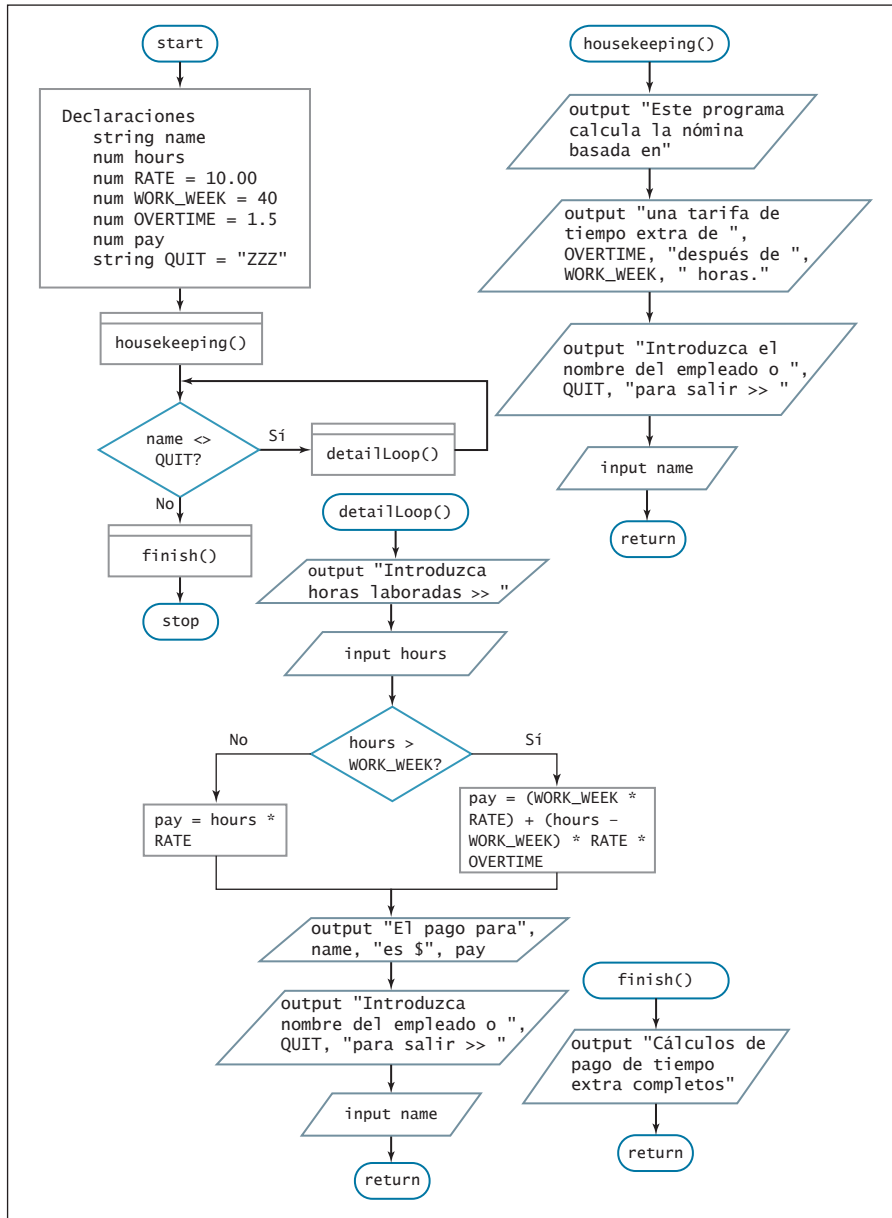 start
Declaraciones
string name
num hours
num RATE = 10.00
num WORK_WEEK = 40
num OVERTIME = 1.5
num pay
string QUIT = "ZZZ"
housekeeping()
name <>
QUIT?
Sí
detailLoop()
No
finish()
stop
housekeeping()
output "Este programa
calcula la nómina
basada en"
output "una tarifa de
tiempo extra de ",
OVERTIME, "después de ",
WORK_WEEK, " horas."
output "Introduzca el
nombre del empleado o ",
QUIT, "para salir >> "
input name
return
detailLoop()
output "Introduzca
horas laboradas >> "
input hours
hours >
WORK_WEEK?
No
Sí
pay = hours *
RATE
pay = (WORK_WEEK *
RATE) + (hours –
WORK_WEEK) * RATE *
OVERTIME
output "El pago para",
name, "es $", pay
output "Introduzca
nombre del empleado o ",
QUIT, "para salir >> "
input name
return
finish()
output "Cálculos de
pago de tiempo
extra completos"
return